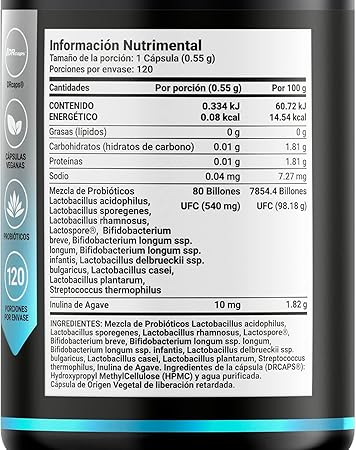 DRcaps
DRcaps®
CÁPSULAS
VEGANAS
PROBIÓTICOS
120
PORCIONES
POR ENVASE
Información Nutrimental
Tamaño de la porción: 1 Cápsula (0.55 g)
Porciones por envase: 120
Cantidades Por porción (0.55 g) Por 100 g
CONTENIDO 0.334 kJ 60.72 kJ
ENERGÉTICO 0.08 kcal 14.54 kcal
Grasas (lípidos) 0 g 0 g
Carbohidratos (hidratos de carbono) 0.01 g 1.81 g
Proteínas 0.01 g 1.81 g
Sodio 0.04 mg 7.27 mg
Mezcla de Probióticos 80 Billones 7854.4 Billones
Lactobacillus acidophilus, UFC (540 mg) UFC (98.18 g)
Lactobacillus sporegenes,
Lactobacillus rhamnosus,
Lactospore®, Bifidobacterium
breve, Bifidobacterium longum ssp.
longum, Bifidobacterium longum ssp.
infantis, Lactobacillus delbrueckii ssp.
bulgaricus, Lactobacillus casei,
Lactobacillus plantarum,
Streptococcus thermophilus
Inulina de Agave 10 mg 1.82 g
INGREDIENTES: Mezcla de Probióticos Lactobacillus acidophilus,
Lactobacillus sporegenes, Lactobacillus rhamnosus, Lactospore®,
Bifidobacterium breve, Bifidobacterium longum ssp. longum,
Bifidobacterium longum ssp. infantis, Lactobacillus delbrueckii ssp.
bulgaricus, Lactobacillus casei, Lactobacillus plantarum, Streptococcus
thermophilus, Inulina de Agave. Ingredientes de la cápsula (DRCAPS®):
Hydroxypropyl MethylCellulose (HPMC) y agua purificada.
Cápsula de Origen Vegetal de liberación retardada.